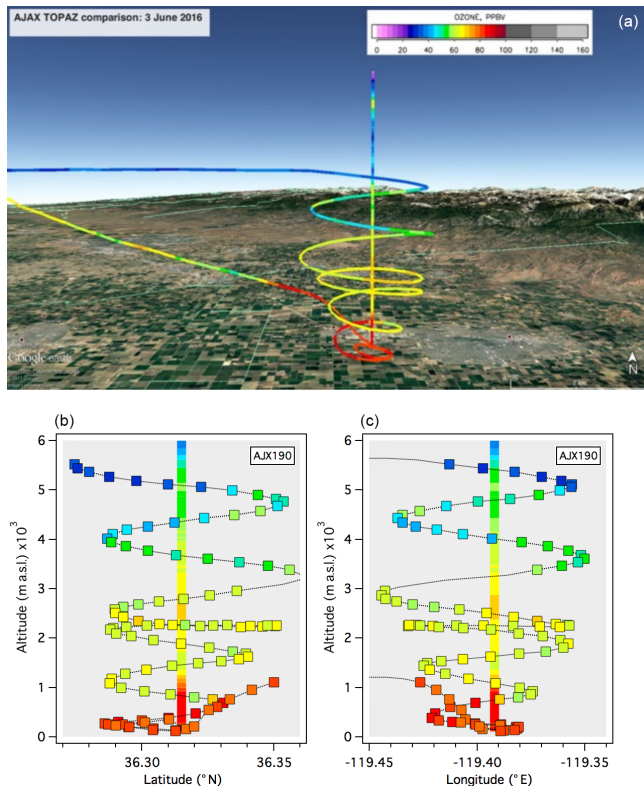 AJAX TOPAZ comparison: 3 June 2016
(a)
OZONE, PPBV
0 20 40 60 80 100 120 140 160
Google earth
N
(b)
(c)
AJX190
AJX190
6
5
4
3
2
1
0
Altitude (m a.s.l.) x10³
36.30 36.35
Latitude (°N)
6
5
4
3
2
1
0
Altitude (m a.s.l.) x10³
-119.45 -119.40 -119.35
Longitude (°E)